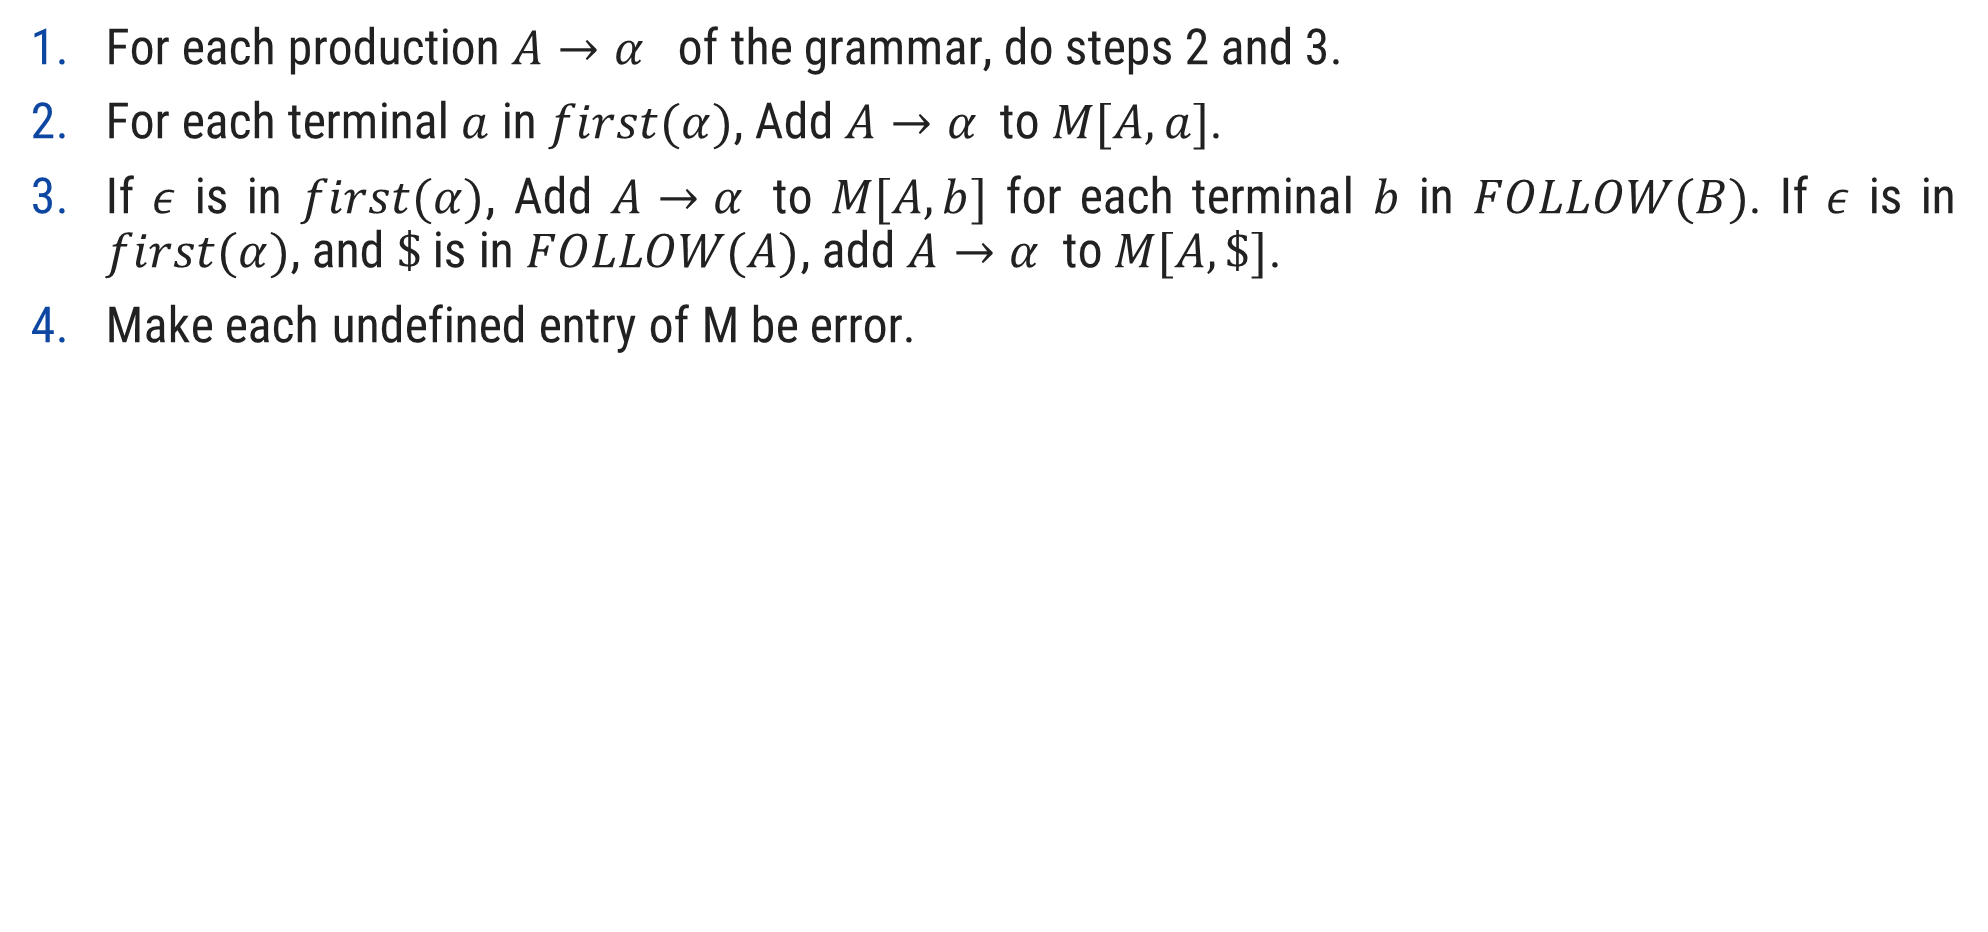 1. For each production A → α of the grammar, do steps 2 and 3.
2. For each terminal a in first(α), Add A → α to M[A, a].
3. If ϵ is in first(α), Add A → α to M[A, b] for each terminal b in FOLLOW(B). If ϵ is in
first(α), and $ is in FOLLOW(A), add A → α to M[A, $].
4. Make each undefined entry of M be error.